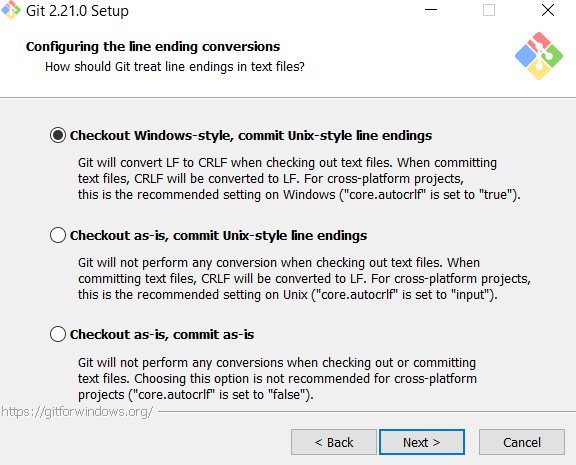 Git 2.21.0 Setup
Configuring the line ending conversions
How should Git treat line endings in text files?
Checkout Windows-style, commit Unix-style line endings
Git will convert LF to CRLF when checking out text files. When committing
text files, CRLF will be converted to LF. For cross-platform projects,
this is the recommended setting on Windows ("core.autocrlf" is set to "true").
Checkout as-is, commit Unix-style line endings
Git will not perform any conversion when checking out text files. When
committing text files, CRLF will be converted to LF. For cross-platform projects,
this is the recommended setting on Unix ("core.autocrlf" is set to "input").
Checkout as-is, commit as-is
Git will not perform any conversions when checking out or committing
text files. Choosing this option is not recommended for cross-platform
projects ("core.autocrlf" is set to "false").
https://gitforwindows.org/
< Back Next > Cancel